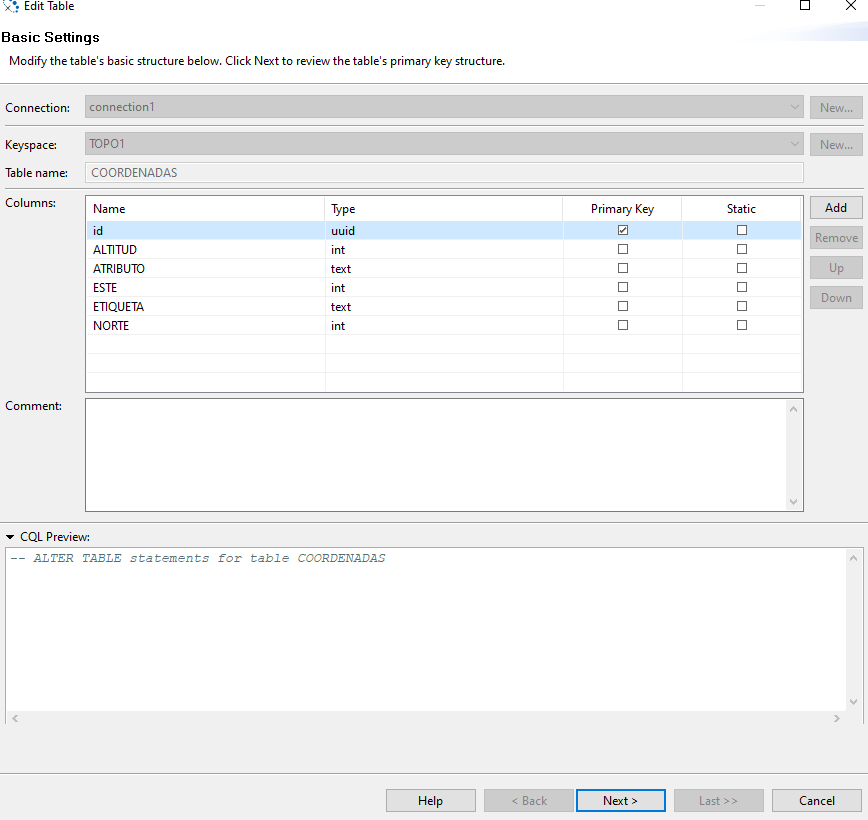 Edit Table
Basic Settings
Modify the table's basic structure below. Click Next to review the table's primary key structure.
Connection: connection1 New...
Keyspace: TOPO1 New...
Table name: COORDENADAS
Columns: Name Type Primary Key Static Add
id uuid
ALTITUD int Remove
ATRIBUTO text Up
ESTE int
ETIQUETA text Down
NORTE int
Comment:
CQL Preview:
-- ALTER TABLE statements for table COORDENADAS
Help < Back Next > Last >> Cancel